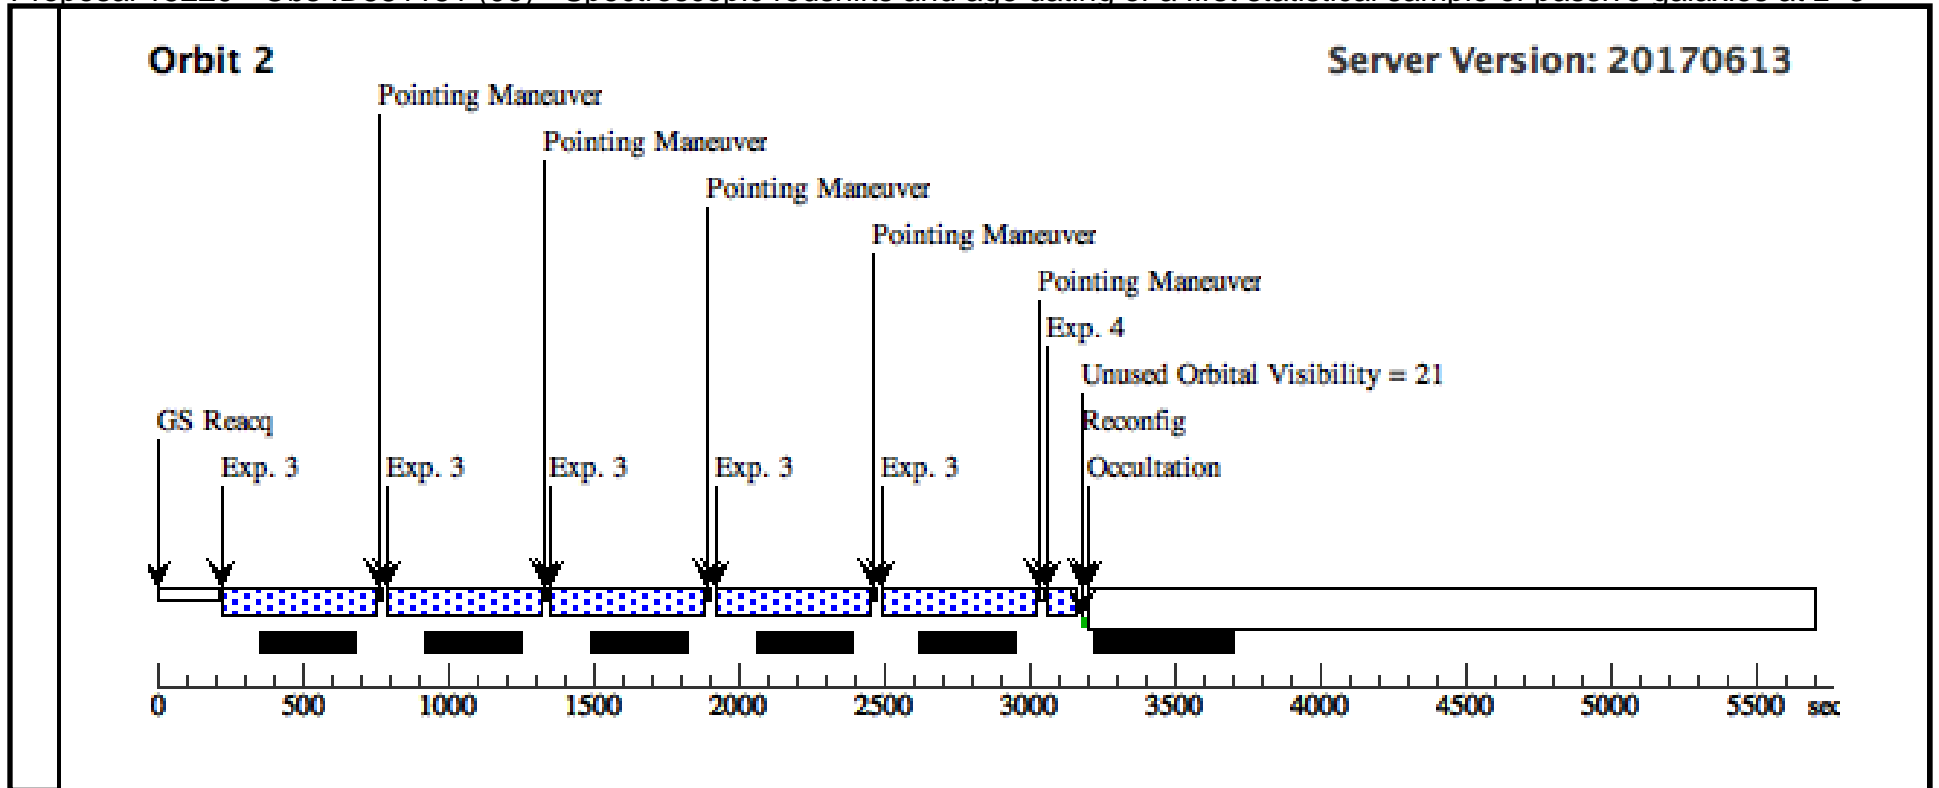 Orbit 2
Server Version: 20170613
Pointing Maneuver
Pointing Maneuver
Pointing Maneuver
Pointing Maneuver
Pointing Maneuver
Exp. 4
Unused Orbital Visibility = 21
GS Reacq
Reconfig
Exp. 3 Exp. 3 Exp. 3 Exp. 3 Exp. 3 Occultation
0 500 1000 1500 2000 2500 3000 3500 4000 4500 5000 5500 sec